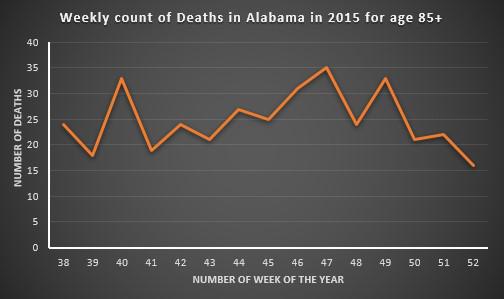 Weekly count of Deaths in Alabama in 2015 for age 85+
40
35
30
25
20
15
10
5
0
NUMBER OF DEATHS
38 39 40 41 42 43 44 45 46 47 48 49 50 51 52
NUMBER OF WEEK OF THE YEAR